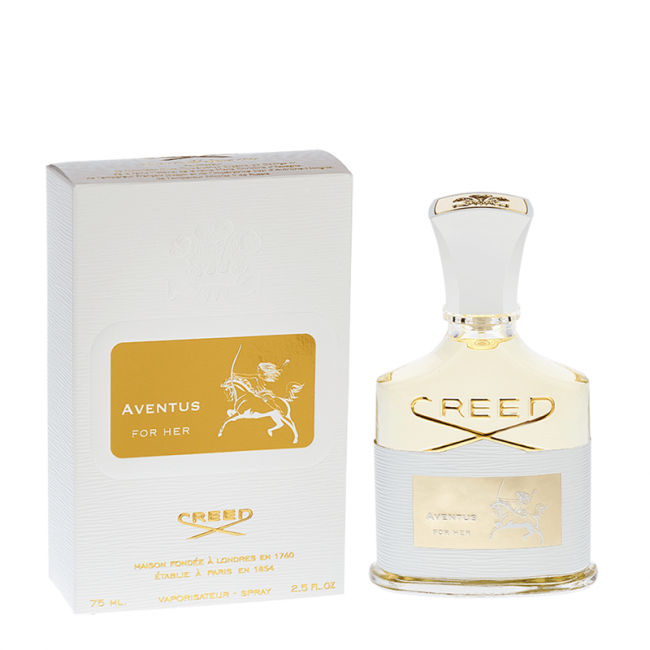 AVENTUS
FOR HER
CREED
MAISON FONDÉE À LONDRES EN 1760
ÉTABLIE À PARIS EN 1854
75 ML
VAPORISATEUR - SPRAY
2.5 FL.OZ
CREED
AVENTUS
FOR HER